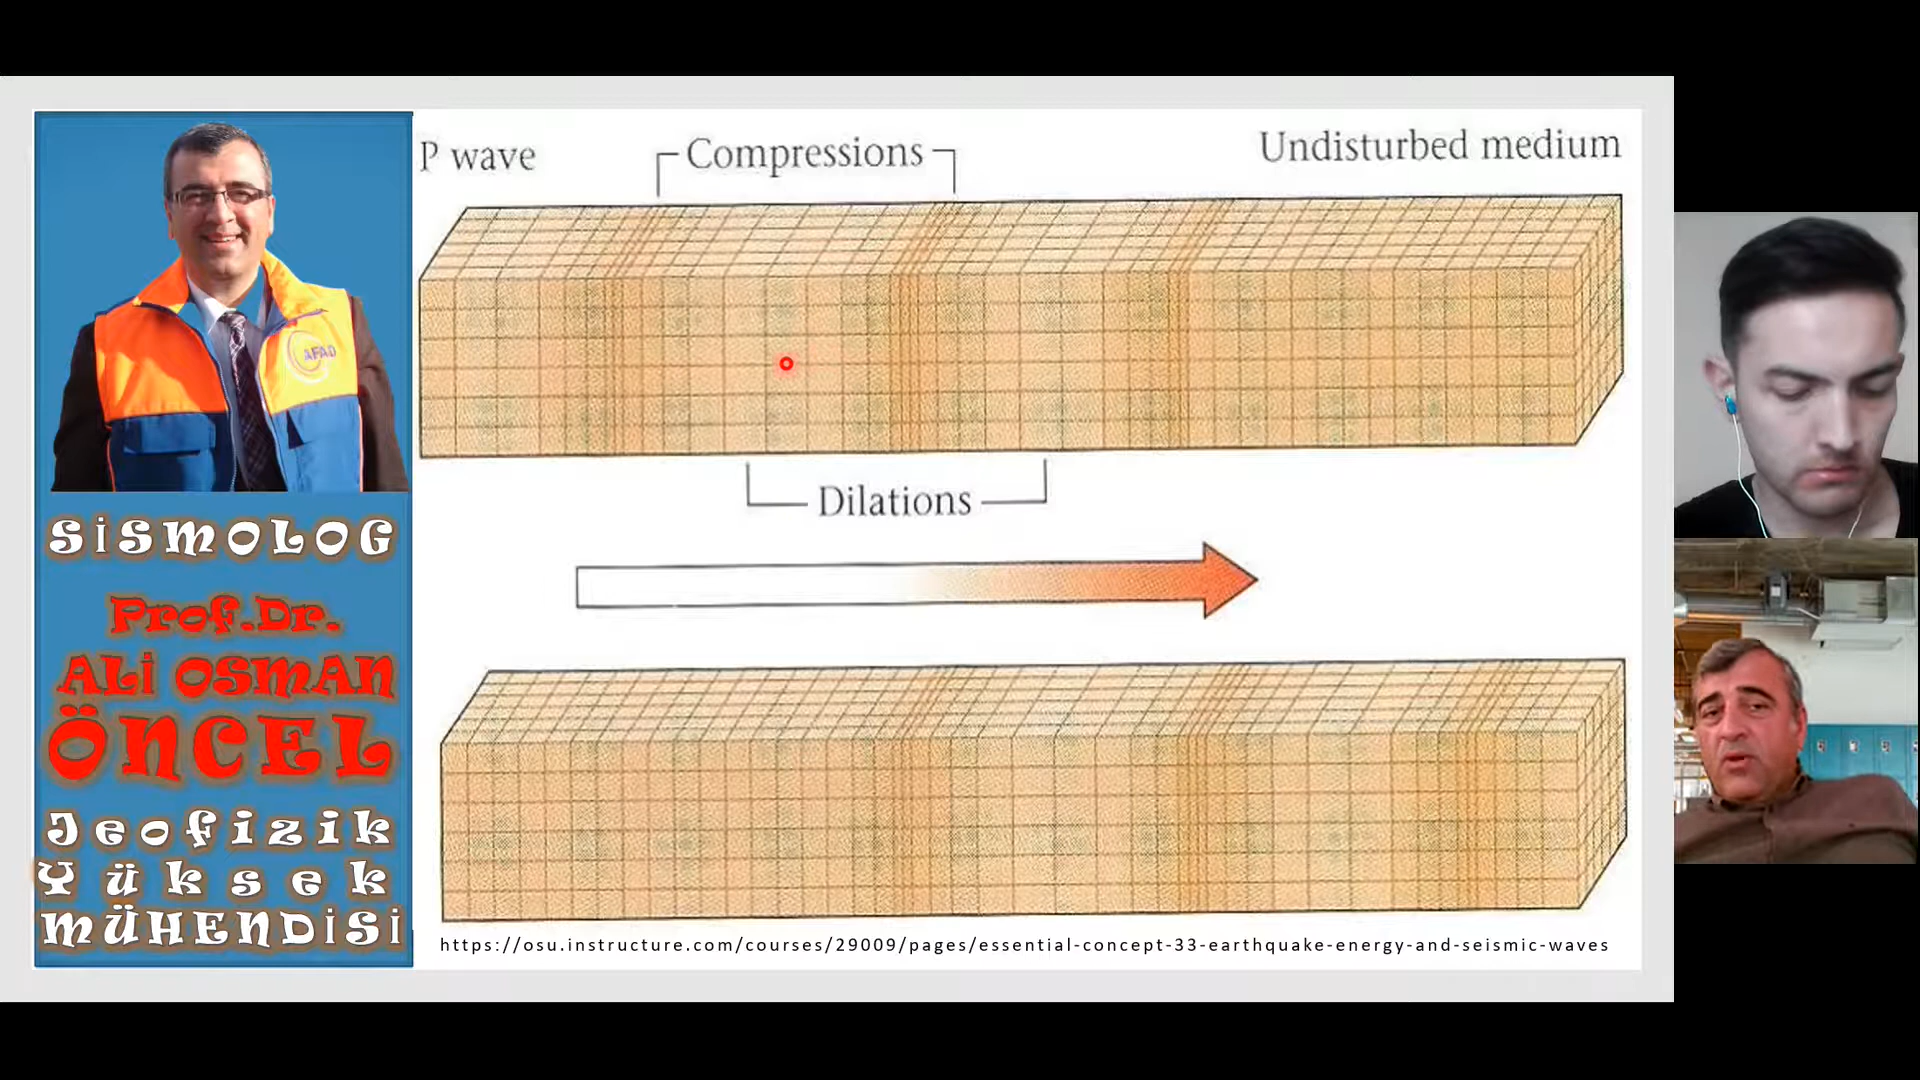 P wave
Compressions
Undisturbed medium
AFAD
Dilations
SİSMOLOG
Prof.Dr.
ALİ OSMAN
ÖNCEL
Jeofizik
Yüksek
MÜHENDİSİ
https://osu.instructure.com/courses/29009/pages/essential-concept-33-earthquake-energy-and-seismic-waves